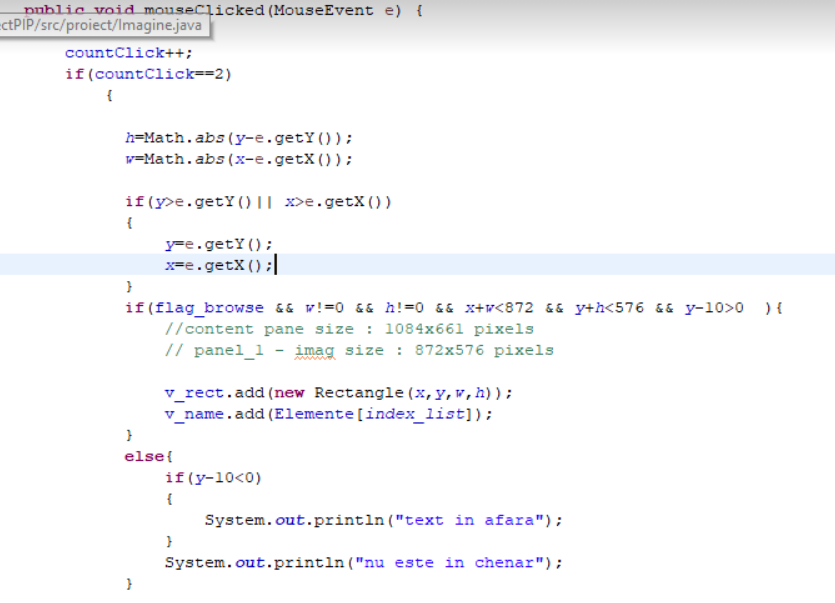 public void mouseClicked(MouseEvent e) {
ectPIP/src/proiect/Imagine.java
countClick++;
if(countClick==2)
{
h=Math.abs(y-e.getY());
w=Math.abs(x-e.getX());
if(y>e.getY()|| x>e.getX())
{
y=e.getY();
x=e.getX();
}
if(flag_browse && w!=0 && h!=0 && x+w<872 && y+h<576 && y-10>0  ){
//content pane size : 1084x661 pixels
// panel_1 - imag size : 872x576 pixels
v_rect.add(new Rectangle(x,y,w,h));
v_name.add(Elemente[index_list]);
}
else{
if(y-10<0)
{
System.out.println("text in afara");
}
System.out.println("nu este in chenar");
}